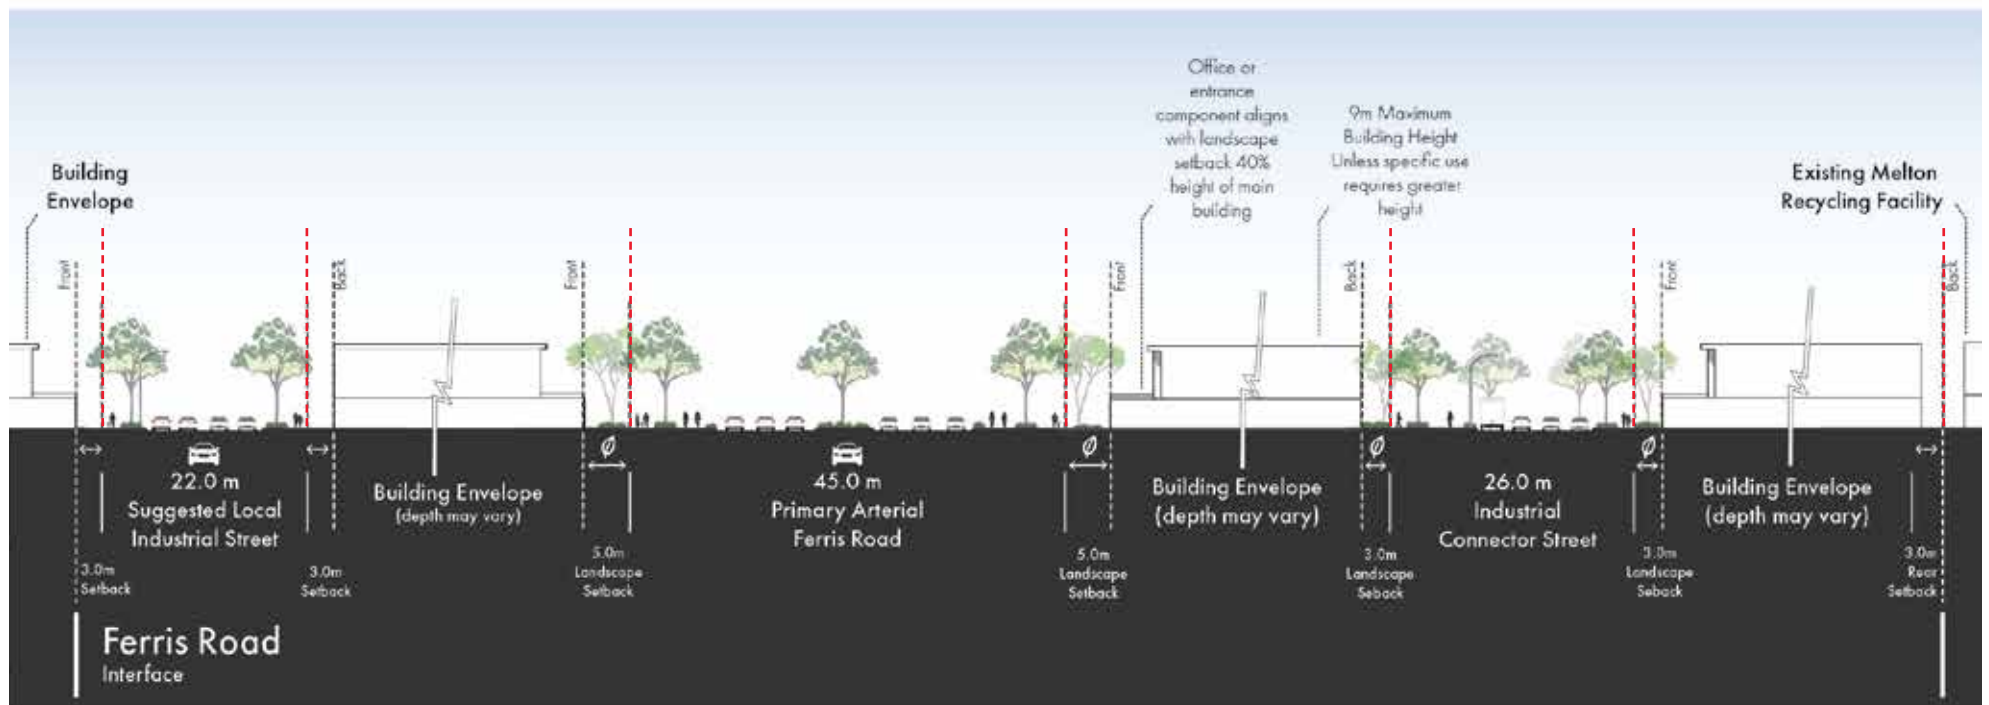 Building
Envelope
Office or
entrance
component aligns
with landscape
setback 40%
height of main
building
9m Maximum
Building Height
Unless specific use
requires greater
height
Existing Melton
Recycling Facility
Front
Back
Front
Front
Back
Front
Back
22.0 m
Suggested Local
Industrial Street
Building Envelope
(depth may vary)
45.0 m
Primary Arterial
Ferris Road
Building Envelope
(depth may vary)
26.0 m
Industrial
Connector Street
Building Envelope
(depth may vary)
3.0m
Setback
3.0m
Setback
5.0m
Landscape
Setback
5.0m
Landscape
Setback
3.0m
Landscape
Seback
3.0m
Landscape
Seback
3.0m
Rear
Setback
Ferris Road
Interface